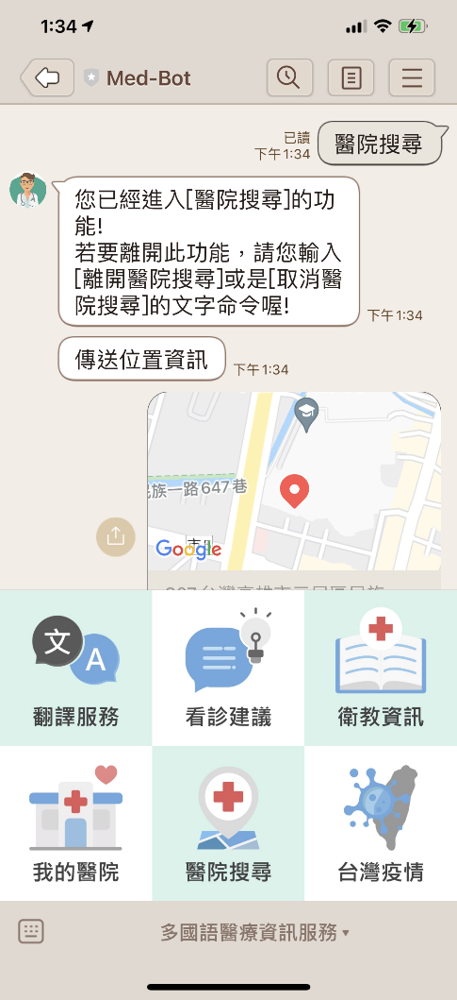 1:34
Med-Bot
已讀
下午1:34
醫院搜尋
您已經進入[醫院搜尋]的功
能!
若要離開此功能，請您輸入
[離開醫院搜尋]或是[取消醫
院搜尋]的文字命令喔!
下午1:34
傳送位置資訊
下午1:34
民族一路647巷
Google
文
A
翻譯服務
看診建議
衛教資訊
我的醫院
醫院搜尋
台灣疫情
多國語醫療資訊服務▾